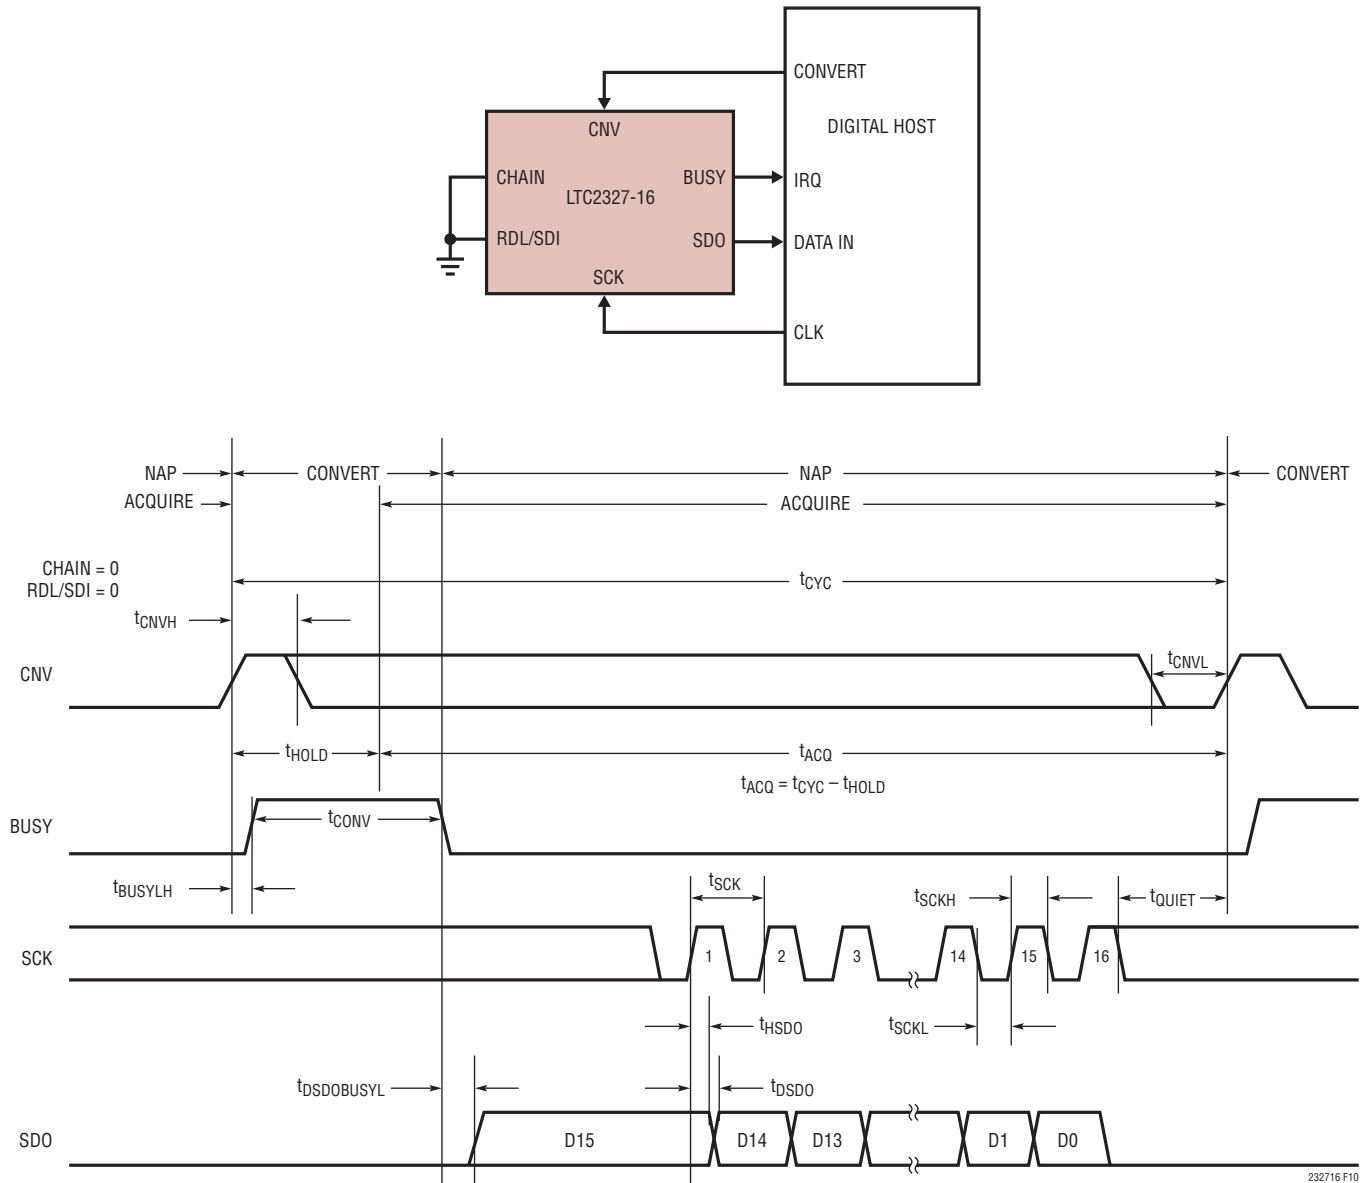 CONVERT
CNV
DIGITAL HOST
CHAIN
BUSY
IRQ
LTC2327-16
RDL/SDI
SDO
DATA IN
SCK
CLK
NAP
CONVERT
NAP
CONVERT
ACQUIRE
ACQUIRE
CHAIN = 0
RDL/SDI = 0
tCYC
tCNVH
CNV
tCNVL
tHOLD
tACQ
tACQ = tCYC – tHOLD
BUSY
tCONV
tBUSYLH
tSCK
tSCKH
tQUIET
SCK
1
2
3
14
15
16
tHSDO
tSCKL
tDSDOBUSYL
tDSDO
SDO
D15
D14
D13
D1
D0
232716 F10